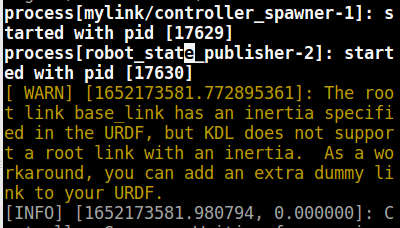 process[mylink/controller_spawner-1]: s
tarted with pid [17629]
process[robot_state_publisher-2]: start
ed with pid [17630]
[ WARN] [1652173581.772895361]: The roo
t link base_link has an inertia specifi
ed in the URDF, but KDL does not suppor
t a root link with an inertia.  As a wo
rkaround, you can add an extra dummy li
nk to your URDF.
[INFO] [1652173581.980794, 0.000000]: C